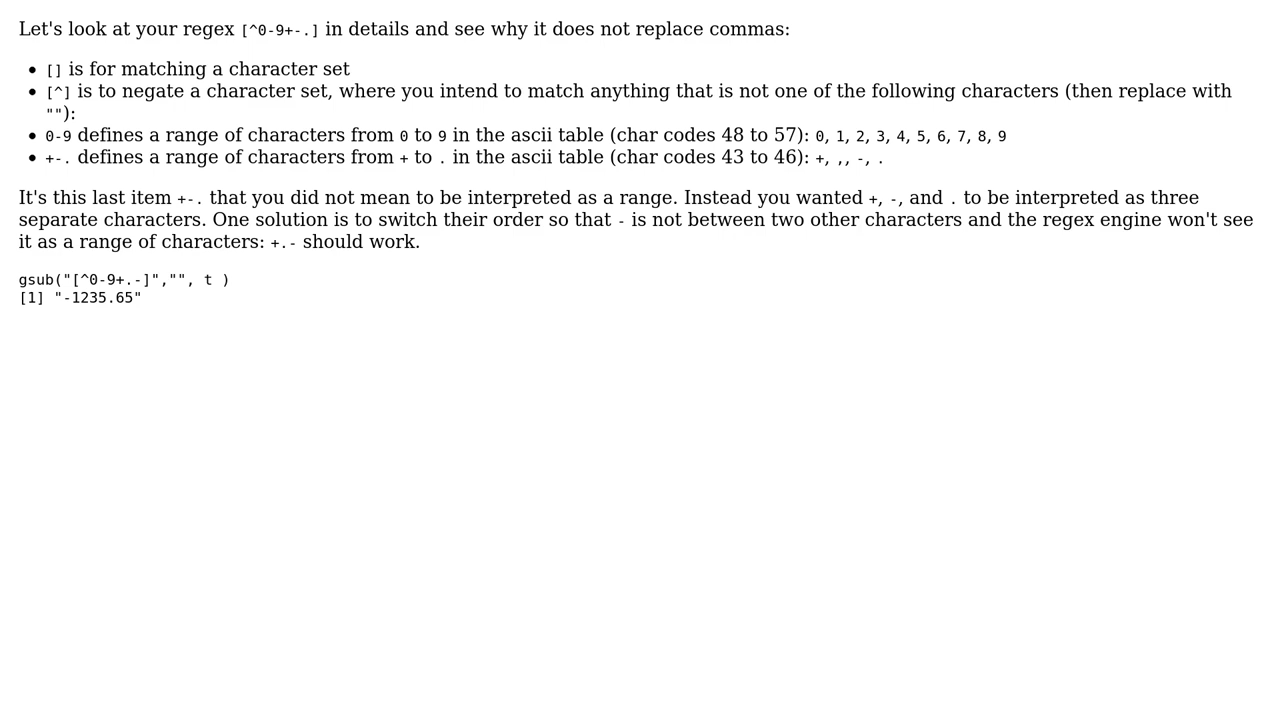 Let's look at your regex [^0-9+-.] in details and see why it does not replace commas:
• [] is for matching a character set
• [^] is to negate a character set, where you intend to match anything that is not one of the following characters (then replace with
""):
• 0-9 defines a range of characters from 0 to 9 in the ascii table (char codes 48 to 57): 0, 1, 2, 3, 4, 5, 6, 7, 8, 9
• +-. defines a range of characters from + to . in the ascii table (char codes 43 to 46): +, ,, -, .
It's this last item +-. that you did not mean to be interpreted as a range. Instead you wanted +, -, and . to be interpreted as three
separate characters. One solution is to switch their order so that - is not between two other characters and the regex engine won't see
it as a range of characters: +.- should work.
gsub("[^0-9+.-]","", t )
[1] "-1235.65"